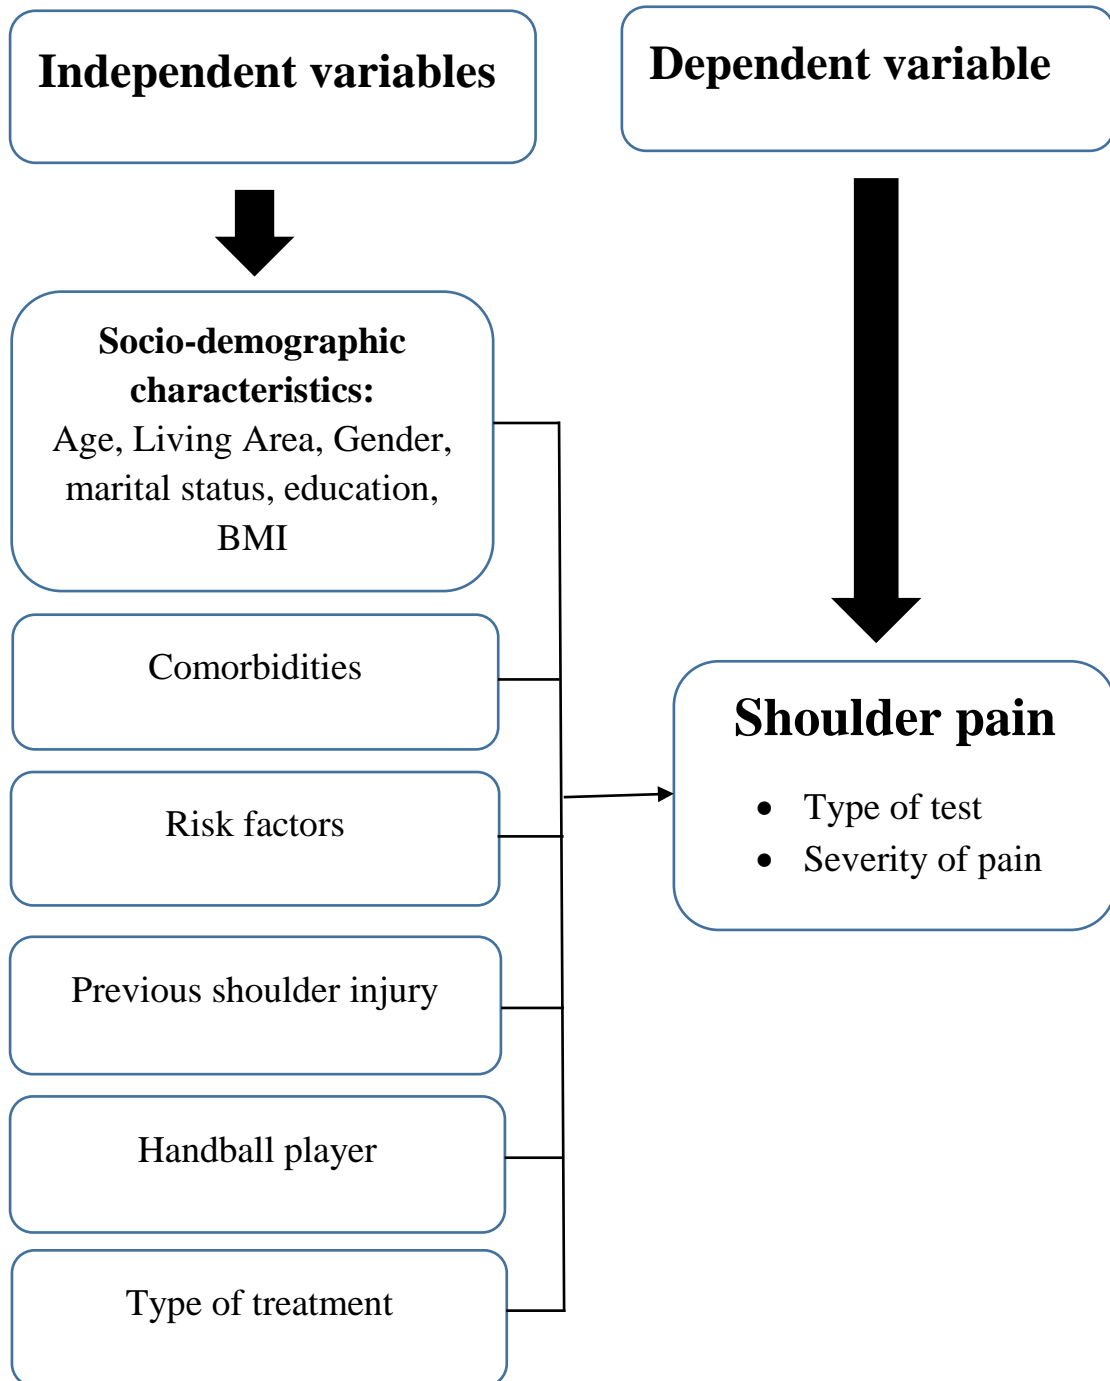 Independent variables
Dependent variable
Socio-demographic
characteristics:
Age, Living Area, Gender,
marital status, education,
BMI
Comorbidities
Risk factors
Previous shoulder injury
Handball player
Type of treatment
Shoulder pain
• Type of test
• Severity of pain